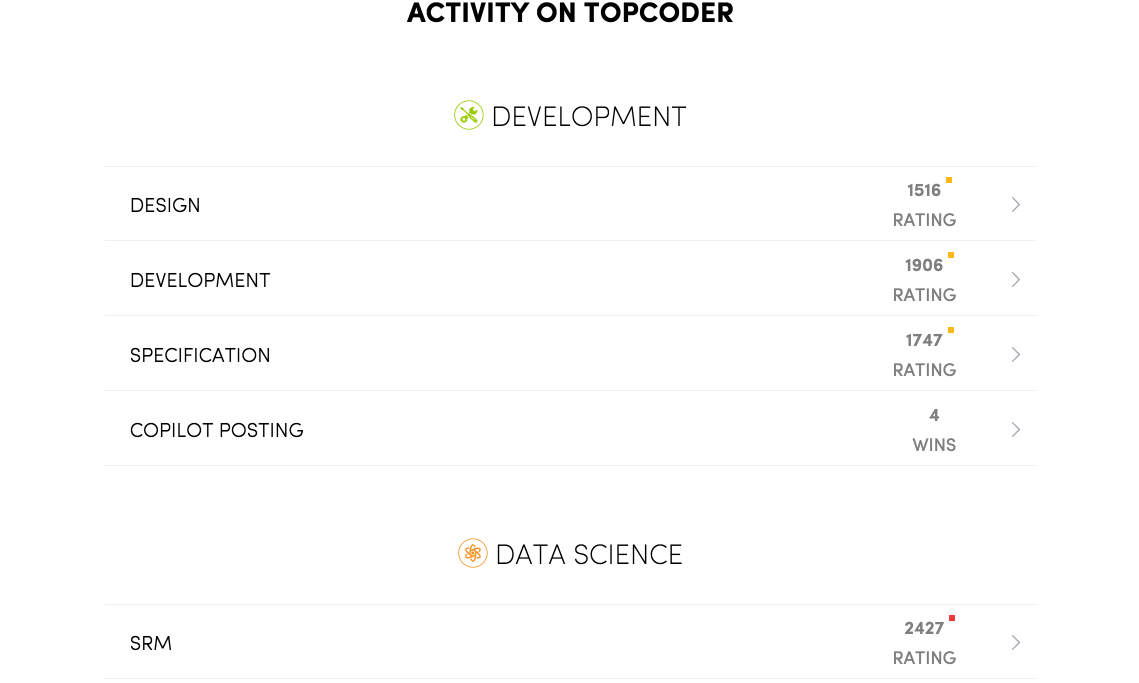 ACTIVITY ON TOPCODER
DEVELOPMENT
DESIGN
1516
RATING
DEVELOPMENT
1906
RATING
SPECIFICATION
1747
RATING
COPILOT POSTING
4
WINS
DATA SCIENCE
SRM
2427
RATING